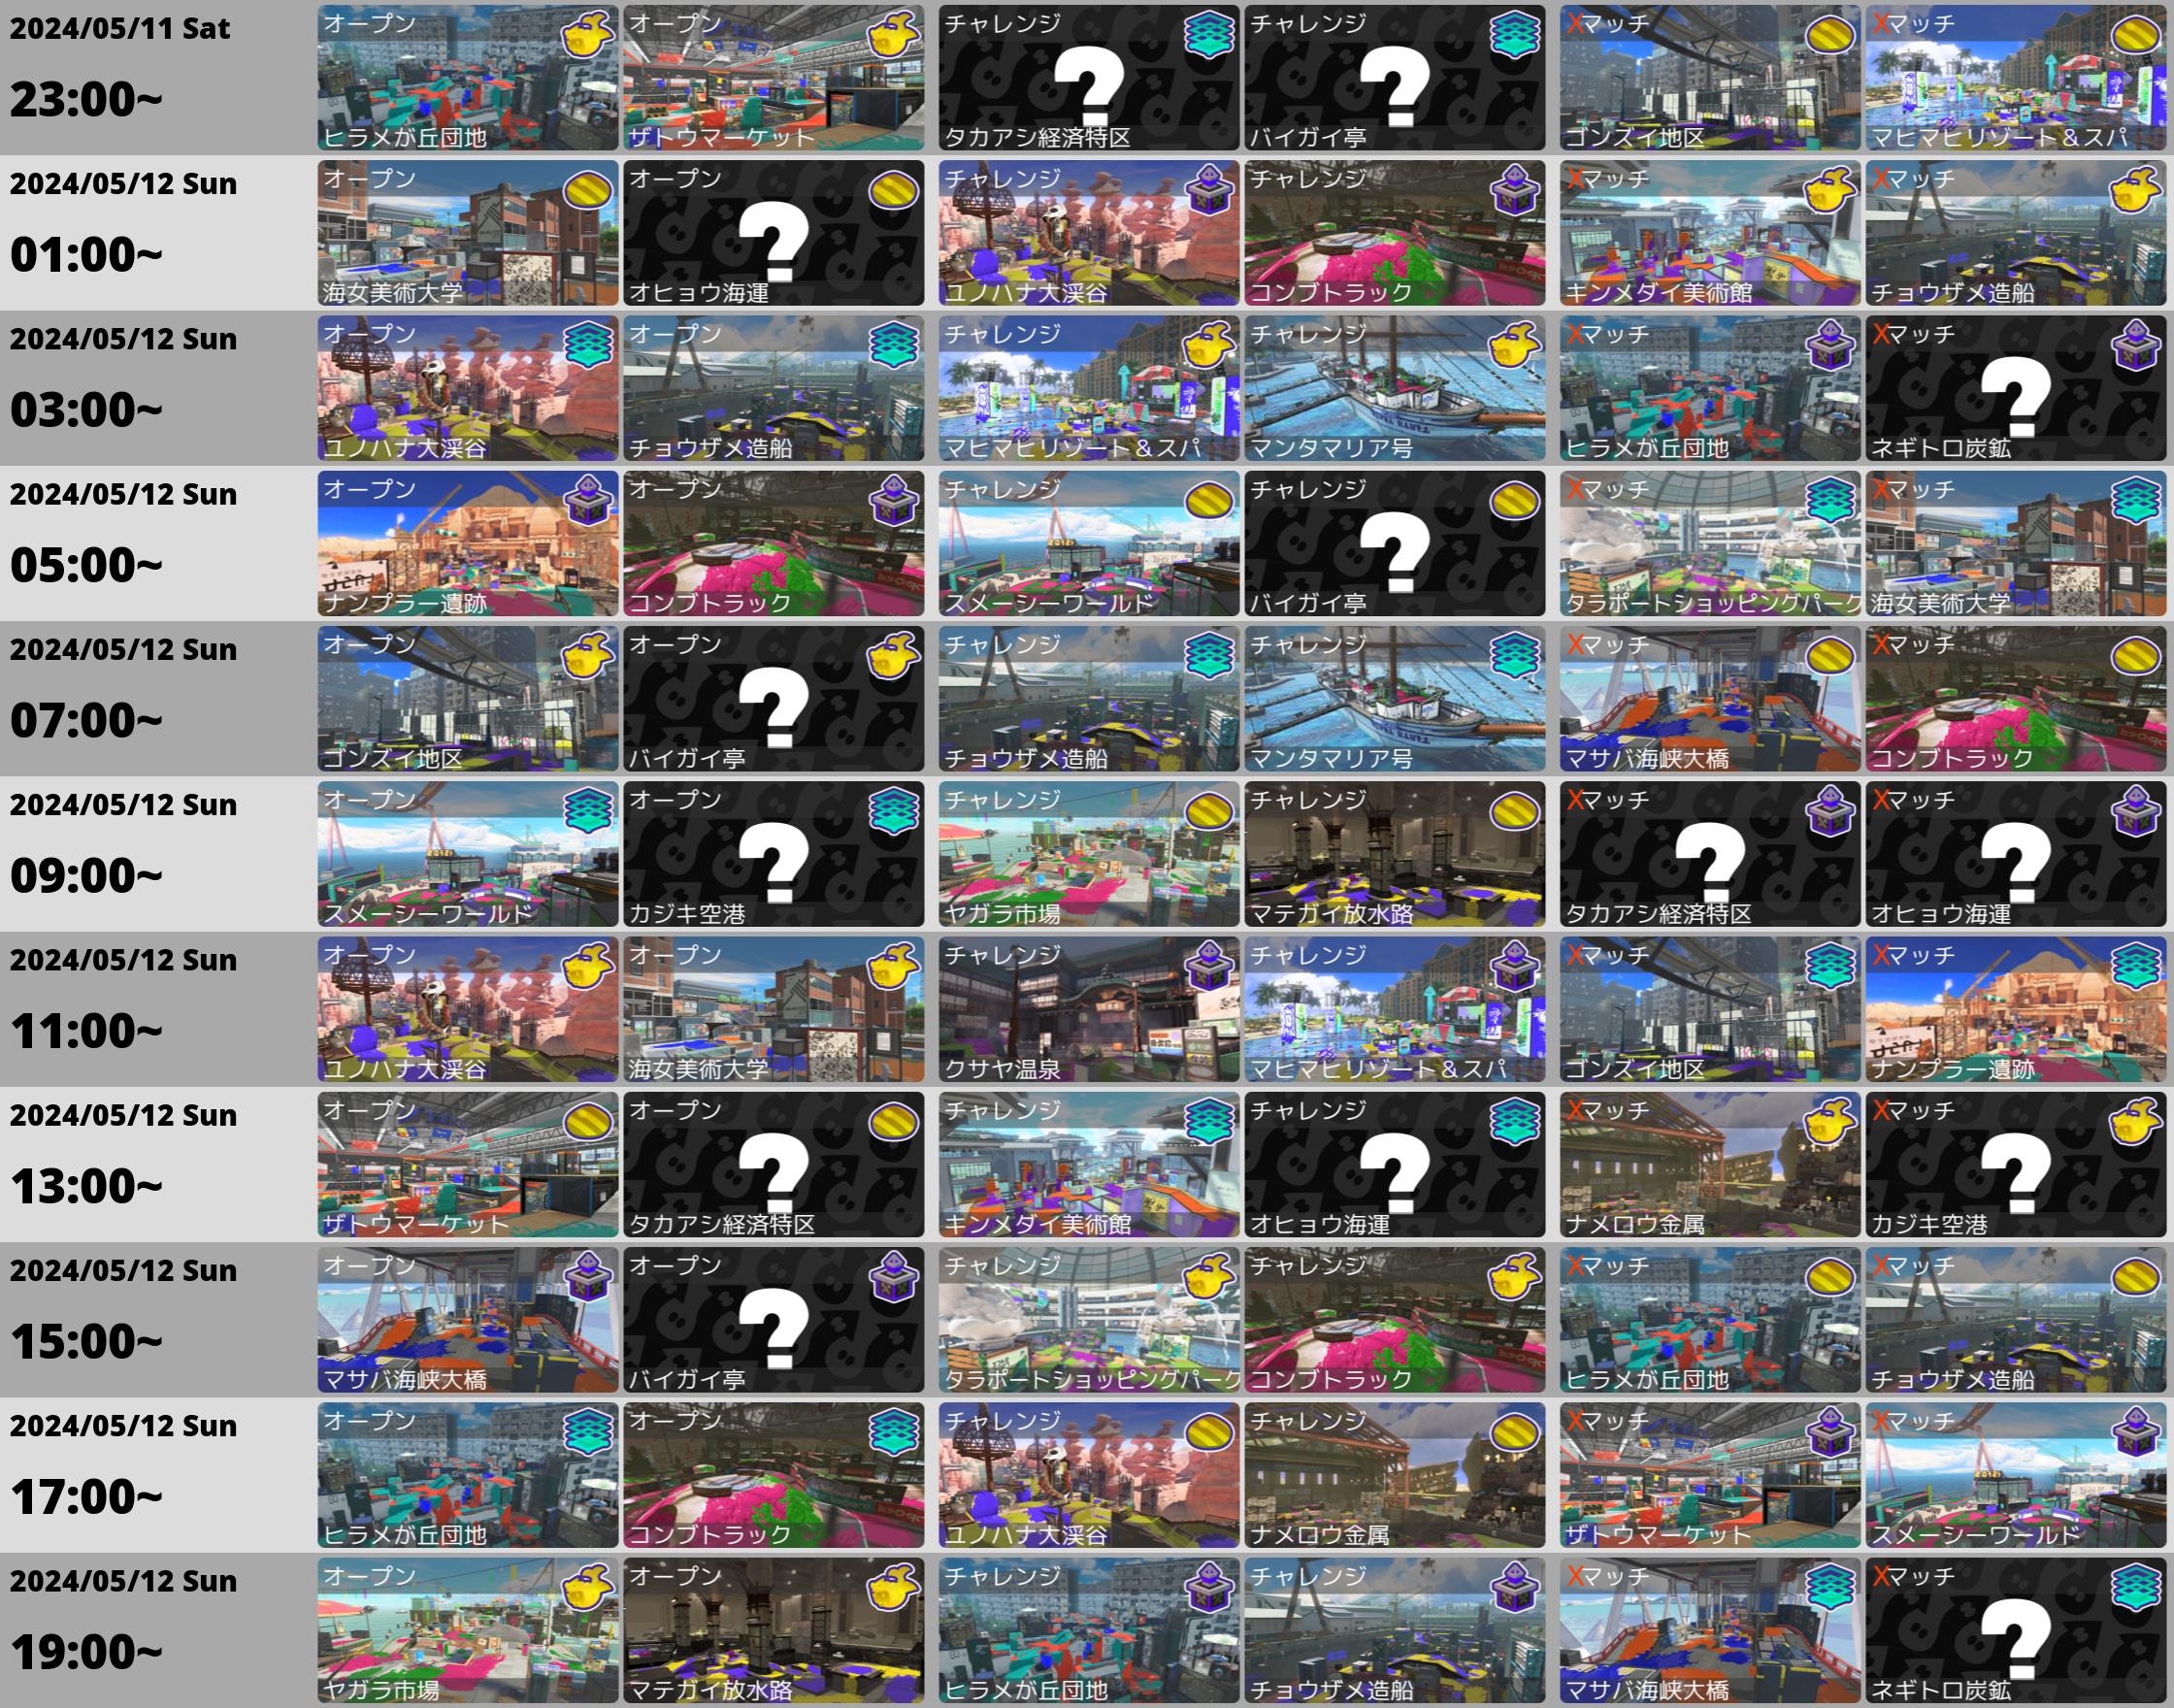 2024/05/11 Sat
23:00~
オープン
ヒラメが丘団地
オープン
ザトウマーケット
チャレンジ
?
タカアシ経済特区
チャレンジ
?
バイガイ亭
Xマッチ
ゴンズイ地区
Xマッチ
マヒマヒリゾート&スパ
2024/05/12 Sun
01:00~
オープン
海女美術大学
オープン
?
オヒョウ海運
チャレンジ
ユノハナ大渓谷
チャレンジ
コンブトラック
Xマッチ
キンメダイ美術館
Xマッチ
チョウザメ造船
2024/05/12 Sun
03:00~
オープン
ユノハナ大渓谷
オープン
チョウザメ造船
チャレンジ
マヒマヒリゾート&スパ
チャレンジ
マンタマリア号
Xマッチ
ヒラメが丘団地
Xマッチ
?
ネギトロ炭鉱
2024/05/12 Sun
05:00~
オープン
ナンプラー遺跡
オープン
コンブトラック
チャレンジ
スメーシーワールド
チャレンジ
?
バイガイ亭
Xマッチ
タラポートショッピングパーク
Xマッチ
海女美術大学
2024/05/12 Sun
07:00~
オープン
ゴンズイ地区
オープン
?
バイガイ亭
チャレンジ
チョウザメ造船
チャレンジ
マンタマリア号
Xマッチ
マサバ海峡大橋
Xマッチ
コンブトラック
2024/05/12 Sun
09:00~
オープン
スメーシーワールド
オープン
?
カジキ空港
チャレンジ
ヤガラ市場
チャレンジ
マテガイ放水路
Xマッチ
?
タカアシ経済特区
Xマッチ
?
オヒョウ海運
2024/05/12 Sun
11:00~
オープン
ユノハナ大渓谷
オープン
海女美術大学
チャレンジ
クサヤ温泉
チャレンジ
マヒマヒリゾート&スパ
Xマッチ
ゴンズイ地区
Xマッチ
ナンプラー遺跡
2024/05/12 Sun
13:00~
オープン
ザトウマーケット
オープン
?
タカアシ経済特区
チャレンジ
キンメダイ美術館
チャレンジ
?
オヒョウ海運
Xマッチ
ナメロウ金属
Xマッチ
?
カジキ空港
2024/05/12 Sun
15:00~
オープン
マサバ海峡大橋
オープン
?
バイガイ亭
チャレンジ
タラポートショッピングパーク
チャレンジ
コンブトラック
Xマッチ
ヒラメが丘団地
Xマッチ
チョウザメ造船
2024/05/12 Sun
17:00~
オープン
ヒラメが丘団地
オープン
コンブトラック
チャレンジ
ユノハナ大渓谷
チャレンジ
ナメロウ金属
Xマッチ
ザトウマーケット
Xマッチ
スメーシーワールド
2024/05/12 Sun
19:00~
オープン
ヤガラ市場
オープン
マテガイ放水路
チャレンジ
ヒラメが丘団地
チャレンジ
チョウザメ造船
Xマッチ
マサバ海峡大橋
Xマッチ
?
ネギトロ炭鉱